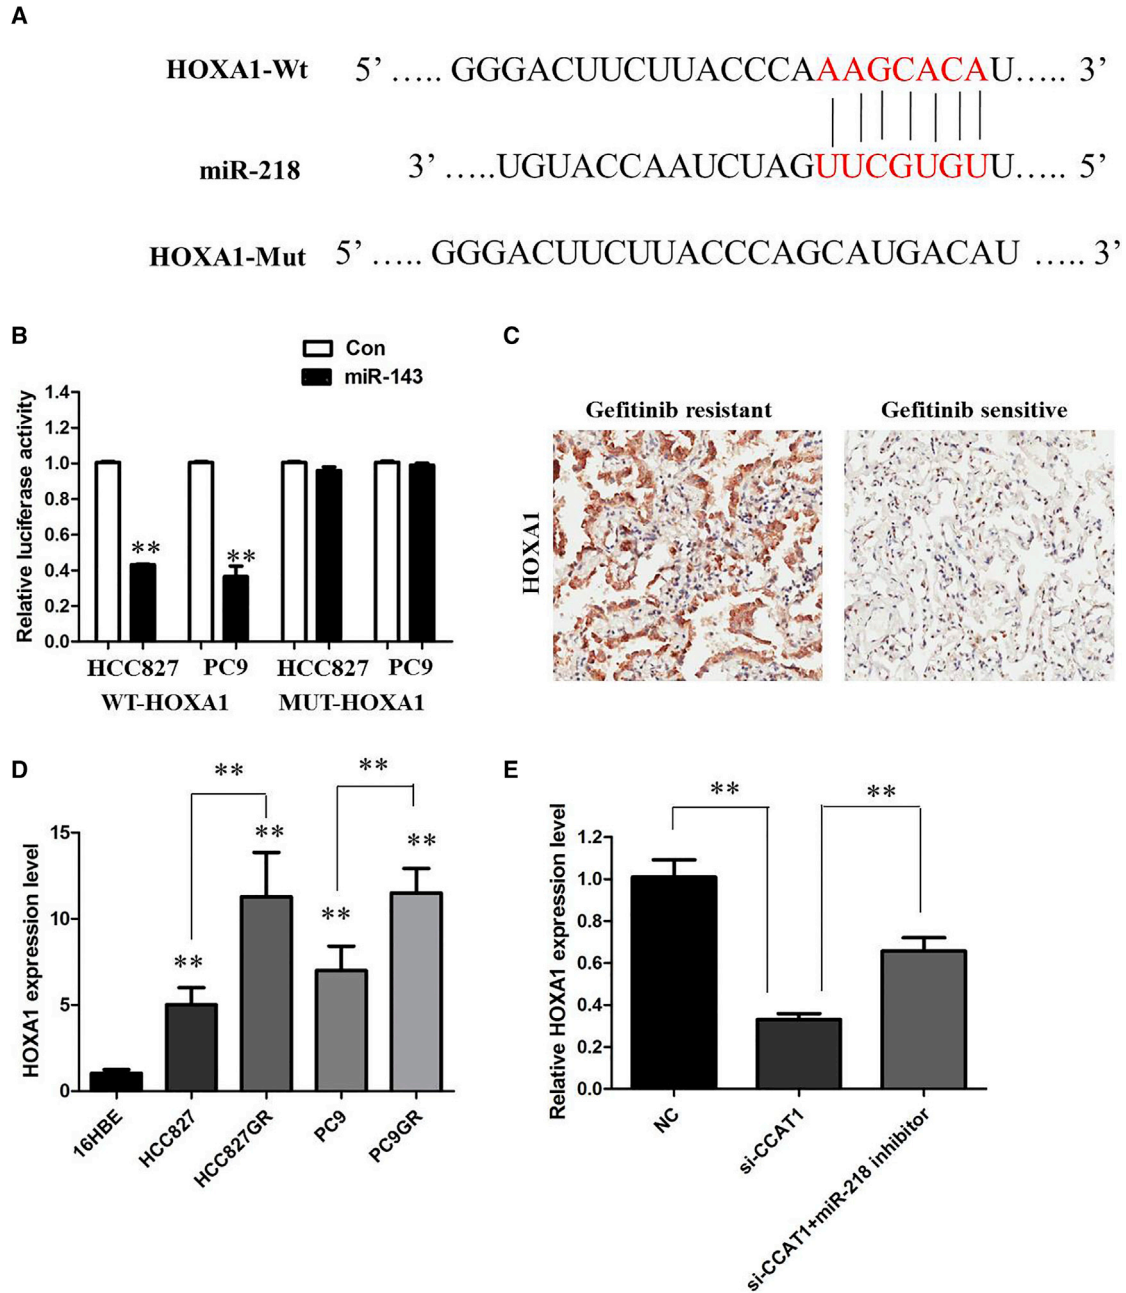 A
HOXA1-Wt 5’ ….. GGGACUUCUUACCCAAAGCACAU….. 3’
miR-218 3’ …..UGUACCAAUCUAGUUCGUGUU….. 5’
HOXA1-Mut 5’ ….. GGGACUUCUUACCCAGCAUGACAU ….. 3’
B
Con
miR-143
Relative luciferase activity
1.4
1.2
1.0
0.8
0.6
0.4
0.2
0.0
** **
HCC827 PC9 HCC827 PC9
WT-HOXA1 MUT-HOXA1
C
Gefitinib resistant Gefitinib sensitive
HOXA1
D
HOXA1 expression level
15
10
5
0
** **
** ** ** **
16HBE HCC827 HCC827GR PC9 PC9GR
E
Relative HOXA1 expression level
1.2
1.0
0.8
0.6
0.4
0.2
0.0
** **
NC si-CCAT1 si-CCAT1+miR-218 inhibitor